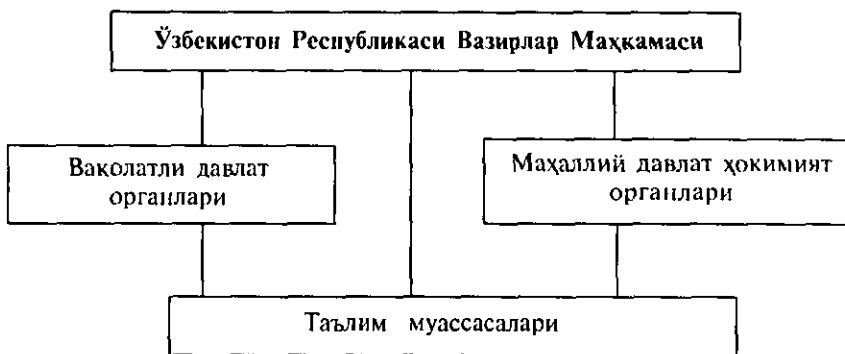 Ўзбекистон Республикаси Вазирлар Маҳкамаси
Ваколатли давлат
органлари
Маҳаллий давлат ҳокимият
органлари
Таълим муассасалари